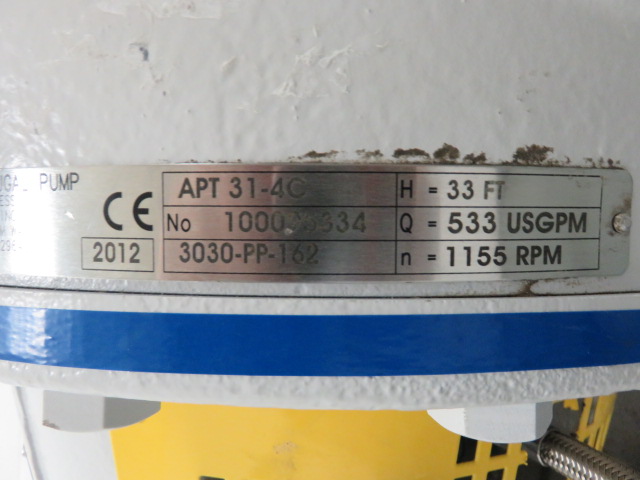 PUMP
CE
2012
APT 31-4C
No
3030-PP-162
H = 33 FT
Q = 533 USGPM
n = 1155 RPM